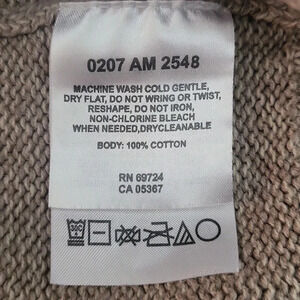 0207 AM 2548
MACHINE WASH COLD GENTLE,
DRY FLAT, DO NOT WRING OR TWIST,
RESHAPE, DO NOT IRON,
NON-CHLORINE BLEACH
WHEN NEEDED,DRYCLEANABLE
BODY: 100% COTTON
RN 69724
CA 05367